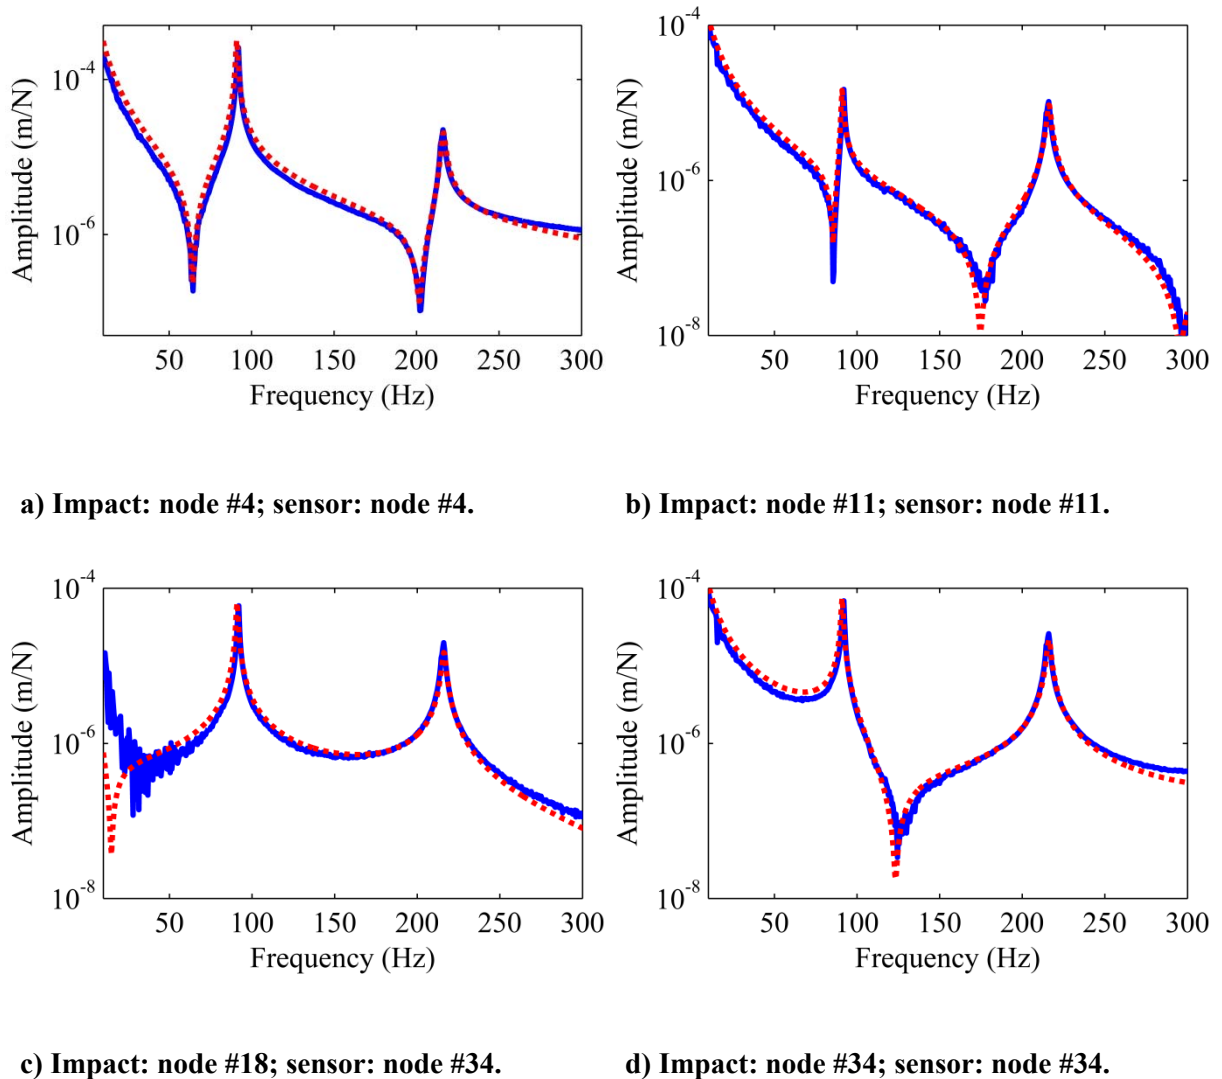 10^-4
10^-6
Amplitude (m/N)
50 100 150 200 250 300
Frequency (Hz)
a) Impact: node #4; sensor: node #4.
10^-4
10^-6
10^-8
Amplitude (m/N)
50 100 150 200 250 300
Frequency (Hz)
b) Impact: node #11; sensor: node #11.
10^-4
10^-6
10^-8
Amplitude (m/N)
50 100 150 200 250 300
Frequency (Hz)
c) Impact: node #18; sensor: node #34.
10^-4
10^-6
10^-8
Amplitude (m/N)
50 100 150 200 250 300
Frequency (Hz)
d) Impact: node #34; sensor: node #34.